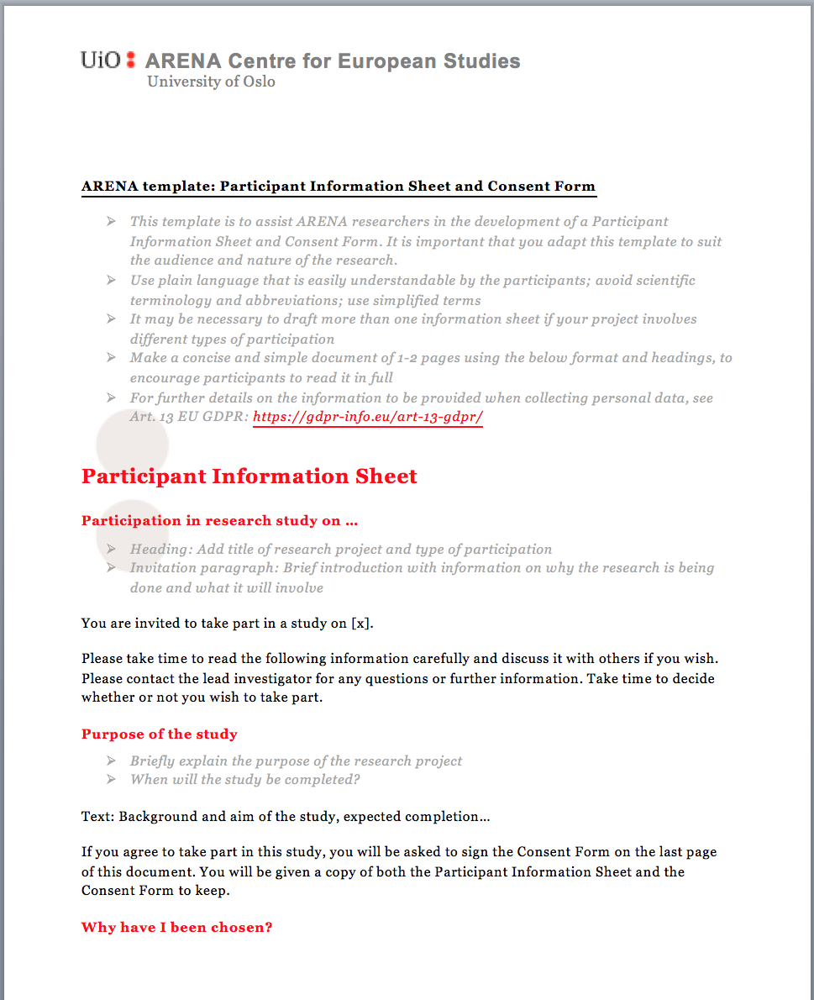 UiO: ARENA Centre for European Studies
University of Oslo
ARENA template: Participant Information Sheet and Consent Form
➢ This template is to assist ARENA researchers in the development of a Participant
Information Sheet and Consent Form. It is important that you adapt this template to suit
the audience and nature of the research.
➢ Use plain language that is easily understandable by the participants; avoid scientific
terminology and abbreviations; use simplified terms
➢ It may be necessary to draft more than one information sheet if your project involves
different types of participation
➢ Make a concise and simple document of 1-2 pages using the below format and headings, to
encourage participants to read it in full
➢ For further details on the information to be provided when collecting personal data, see
Art. 13 EU GDPR: https://gdpr-info.eu/art-13-gdpr/
Participant Information Sheet
Participation in research study on ...
➢ Heading: Add title of research project and type of participation
➢ Invitation paragraph: Brief introduction with information on why the research is being
done and what it will involve
You are invited to take part in a study on [x].
Please take time to read the following information carefully and discuss it with others if you wish.
Please contact the lead investigator for any questions or further information. Take time to decide
whether or not you wish to take part.
Purpose of the study
➢ Briefly explain the purpose of the research project
➢ When will the study be completed?
Text: Background and aim of the study, expected completion...
If you agree to take part in this study, you will be asked to sign the Consent Form on the last page
of this document. You will be given a copy of both the Participant Information Sheet and the
Consent Form to keep.
Why have I been chosen?